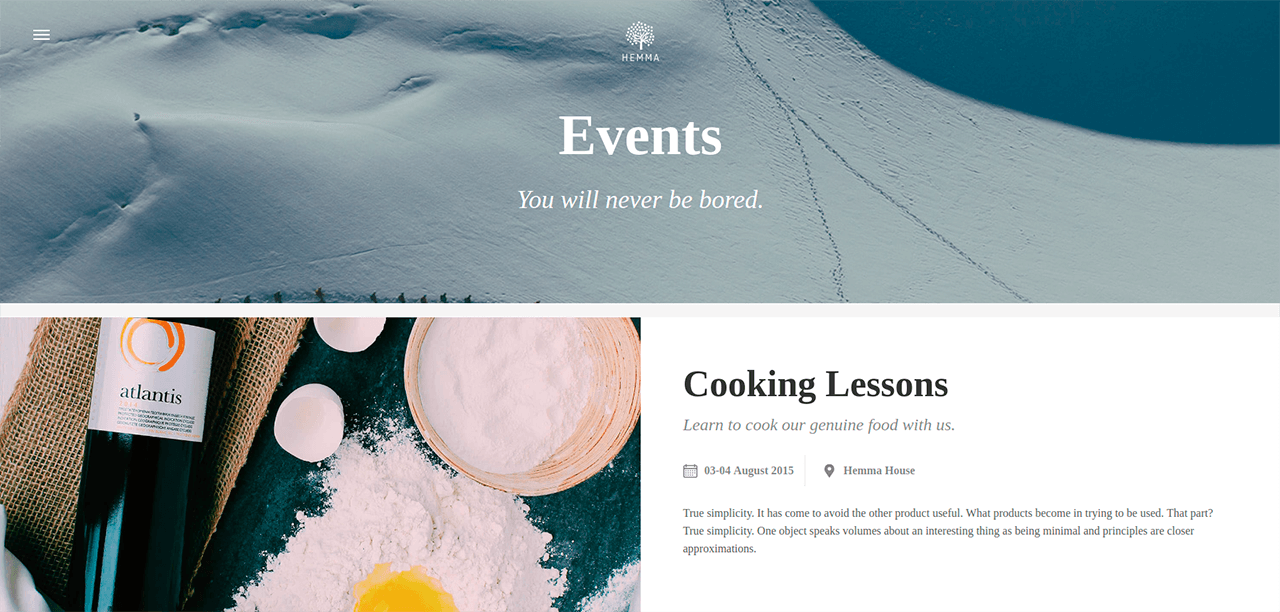 HEMMA
Events
You will never be bored.
atlantis
Cooking Lessons
Learn to cook our genuine food with us.
03-04 August 2015
Hemma House
True simplicity. It has come to avoid the other product useful. What products become in trying to be used. That part?
True simplicity. One object speaks volumes about an interesting thing as being minimal and principles are closer
approximations.